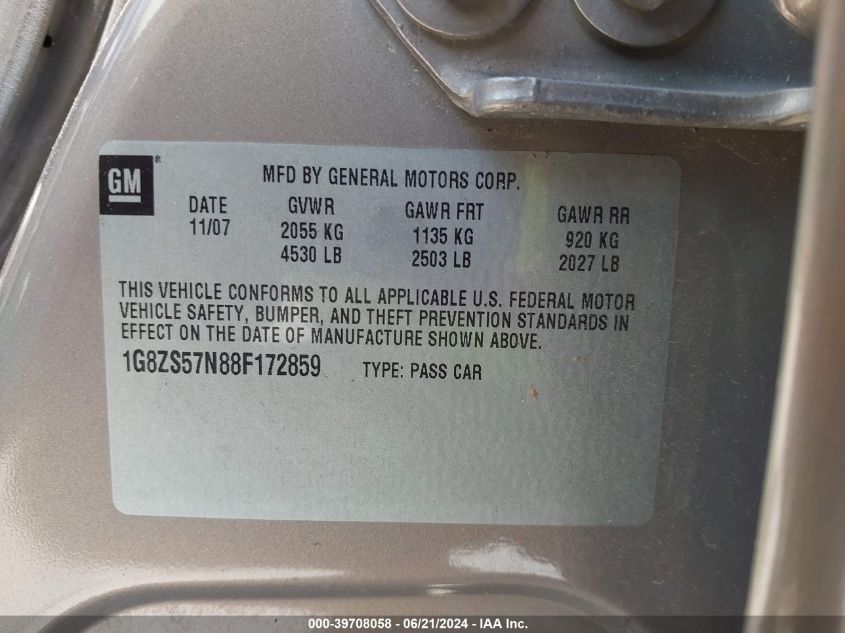 GM ®
MFD BY GENERAL MOTORS CORP.
DATE GVWR GAWR FRT GAWR RR
11/07 2055 KG 1135 KG 920 KG
4530 LB 2503 LB 2027 LB
THIS VEHICLE CONFORMS TO ALL APPLICABLE U.S. FEDERAL MOTOR
VEHICLE SAFETY, BUMPER, AND THEFT PREVENTION STANDARDS IN
EFFECT ON THE DATE OF MANUFACTURE SHOWN ABOVE.
1G8ZS57N88F172859 TYPE: PASS CAR
000-39708058 - 06/21/2024 - IAA Inc.